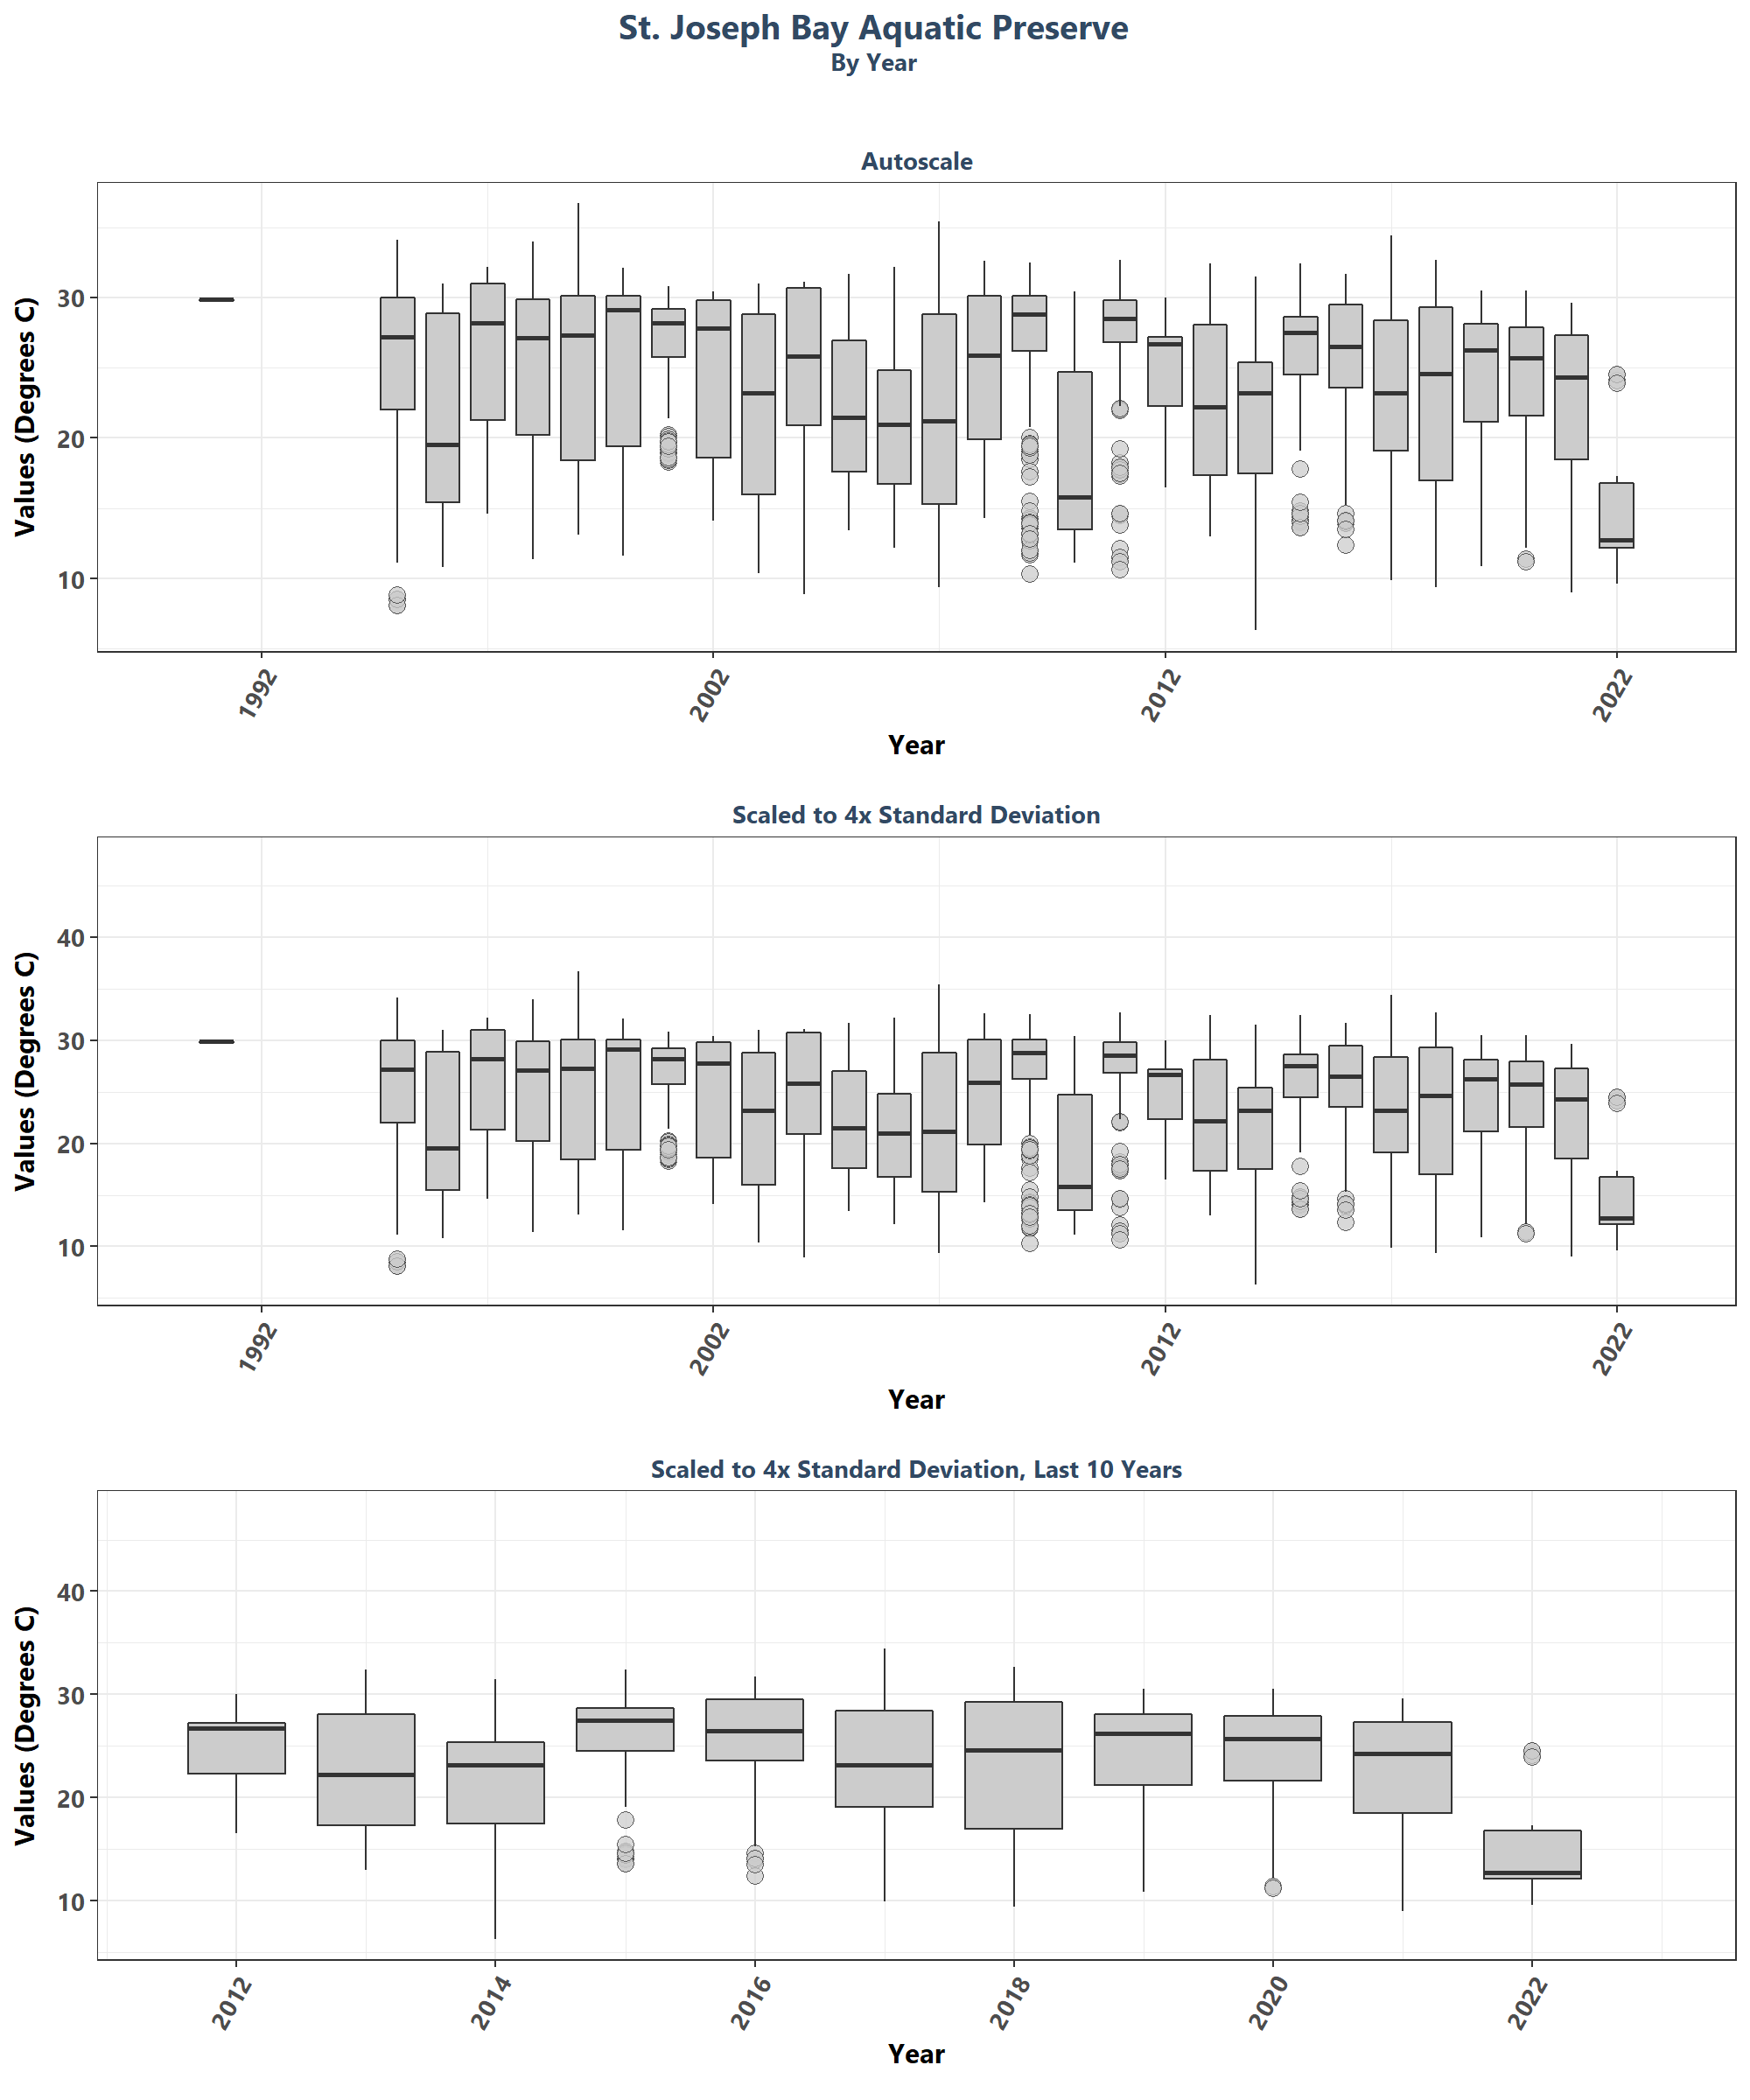 St. Joseph Bay Aquatic Preserve
By Year
Autoscale
Values (Degrees C)
30
20
10
1992
2002
2012
2022
Year
Scaled to 4x Standard Deviation
Values (Degrees C)
40
30
20
10
1992
2002
2012
2022
Year
Scaled to 4x Standard Deviation, Last 10 Years
Values (Degrees C)
40
30
20
10
2012
2014
2016
2018
2020
2022
Year